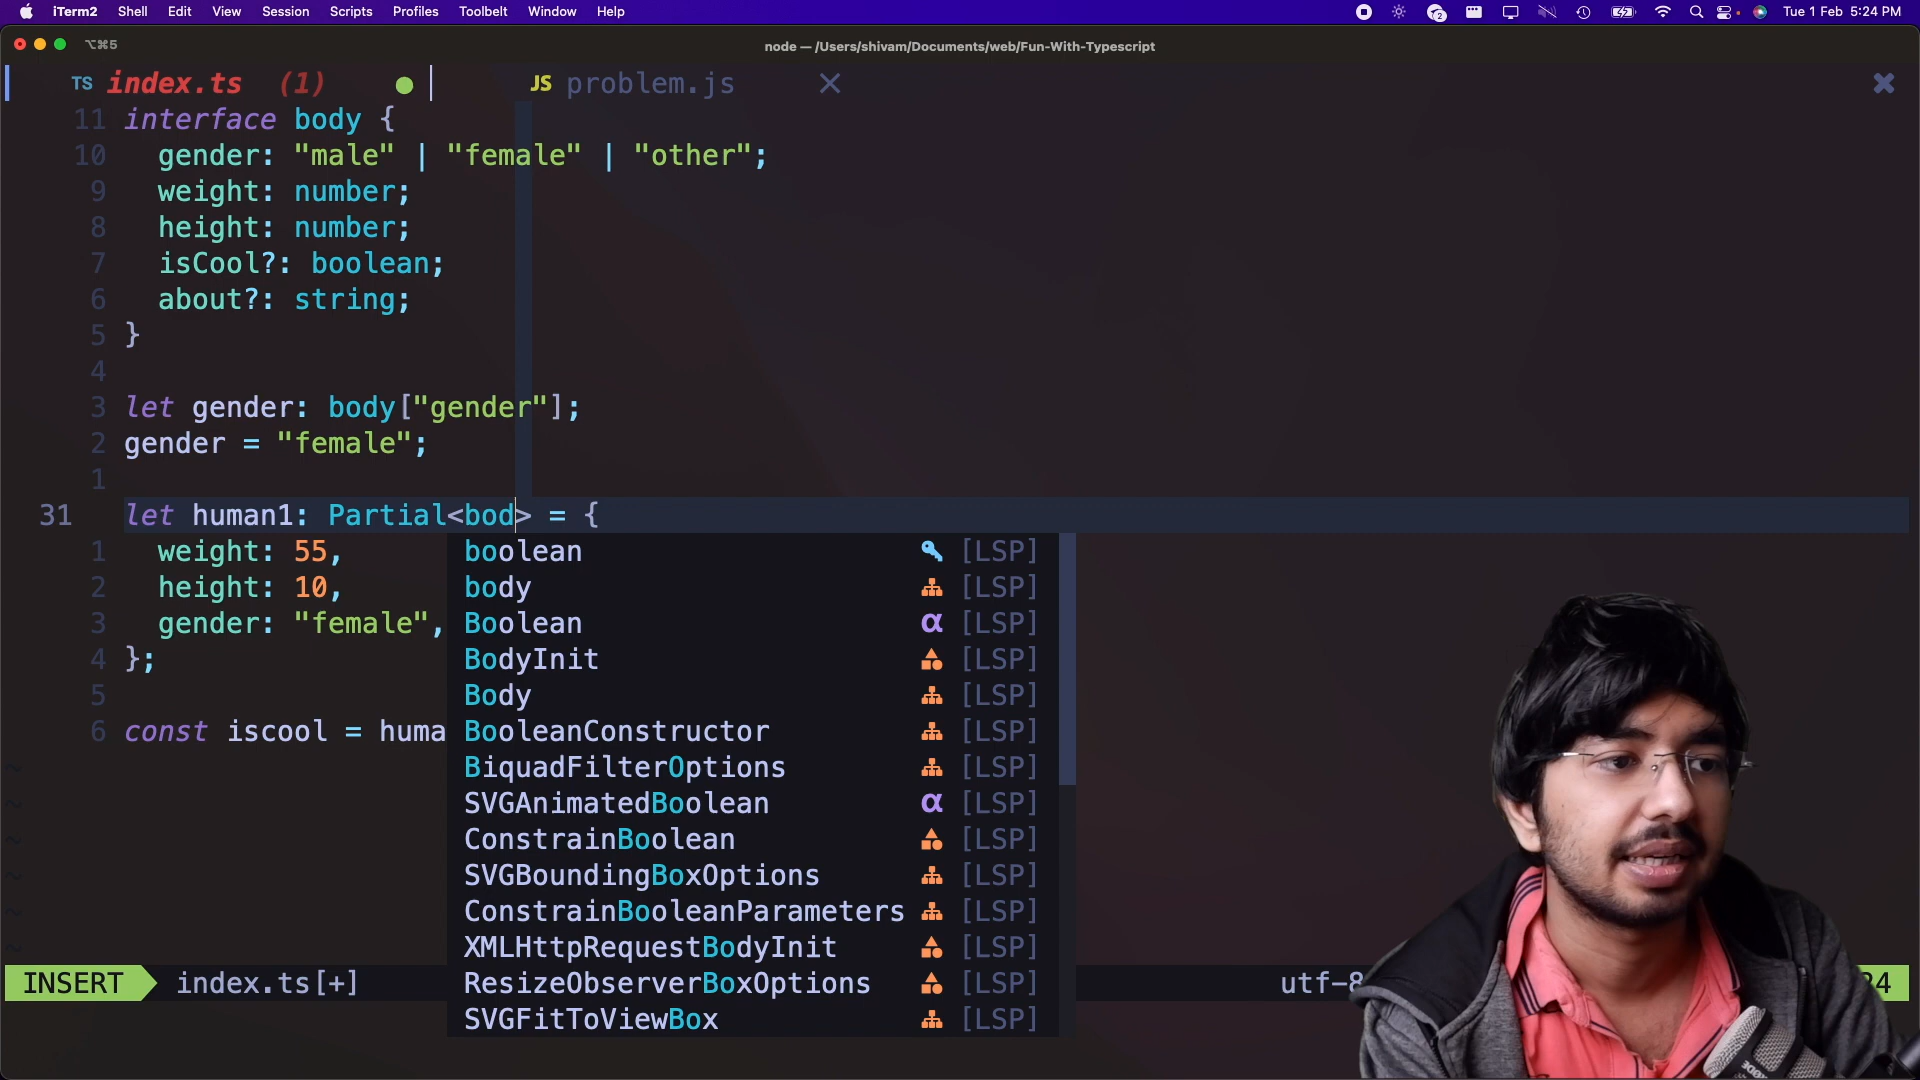 iTerm2 Shell Edit View Session Scripts Profiles Toolbelt Window Help 2 Tue 1 Feb 5:24 PM
⌥⌘5 node — /Users/shivam/Documents/web/Fun-With-Typescript
TS index.ts (1) JS problem.js
11 interface body {
10 gender: "male" | "female" | "other";
9 weight: number;
8 height: number;
7 isCool?: boolean;
6 about?: string;
5 }
4
3 let gender: body["gender"];
2 gender = "female";
1
31 let human1: Partial<bod> = {
1 weight: 55,
2 height: 10,
3 gender: "female",
4 };
5
6 const iscool = huma
boolean [LSP]
body [LSP]
Boolean α [LSP]
BodyInit [LSP]
Body [LSP]
BooleanConstructor [LSP]
BiquadFilterOptions [LSP]
SVGAnimatedBoolean α [LSP]
ConstrainBoolean [LSP]
SVGBoundingBoxOptions [LSP]
ConstrainBooleanParameters [LSP]
XMLHttpRequestBodyInit [LSP]
ResizeObserverBoxOptions [LSP]
SVGFitToViewBox [LSP]
~
~
~
~
~
~
INSERT index.ts[+] utf-8 24